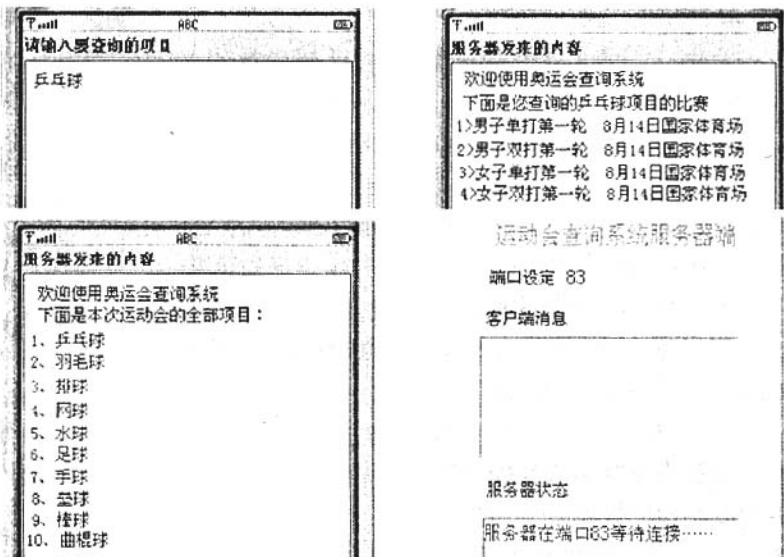 ABC
请输入要查询的项目
乒乓球
服务器发来的内容
欢迎使用奥运会查询系统
下面是您查询的乒乓球项目的比赛
1>男子单打第一轮 8月14日国家体育场
2>男子双打第一轮 8月14日国家体育场
3>女子单打第一轮 8月14日国家体育场
4>女子双打第一轮 8月14日国家体育场
ABC
服务器发来的内容
欢迎使用奥运会查询系统
下面是本次运动会的全部项目：
1、乒乓球
2、羽毛球
3、排球
4、网球
5、水球
6、足球
7、手球
8、垒球
9、棒球
10、曲棍球
运动会查询系统服务器端
端口设定 83
客户端消息
服务器状态
服务器在端口83等待连接……